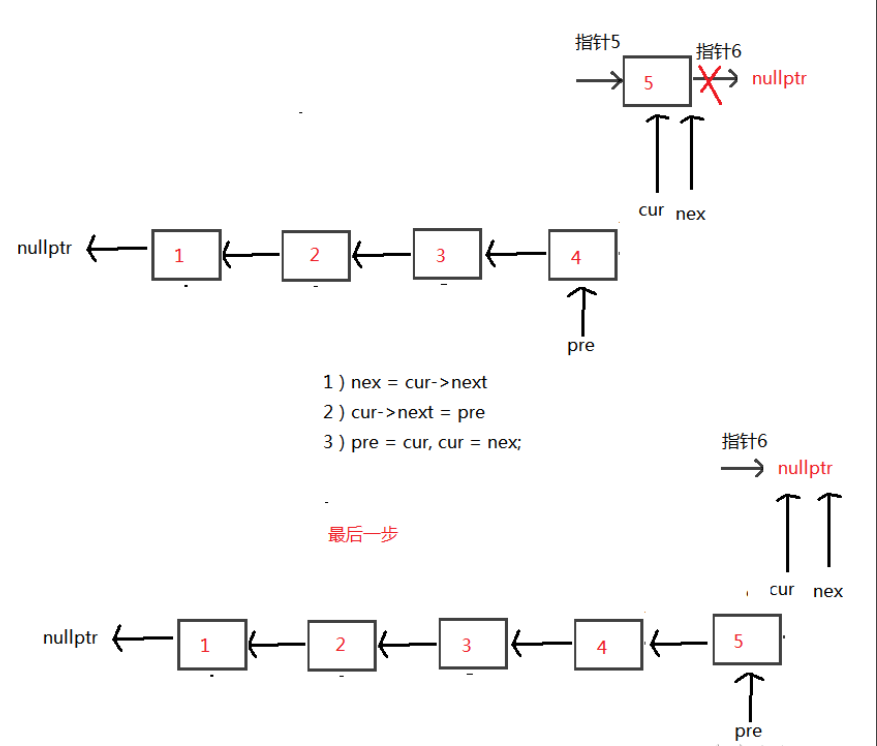 指针5
指针6
5
nullptr
cur nex
nullptr
1 2 3 4
pre
1）nex = cur->next
2）cur->next = pre
3）pre = cur, cur = nex;
指针6
nullptr
最后一步
cur nex
nullptr
1 2 3 4 5
pre